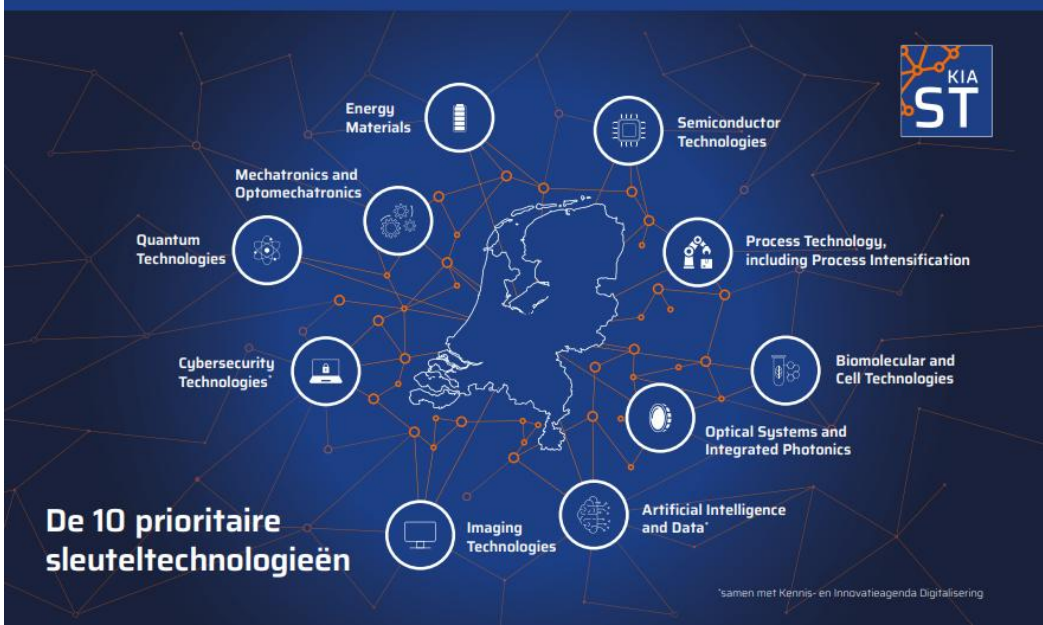 KIA
ST
Energy
Materials
Semiconductor
Technologies
Mechatronics and
Optomechatronics
Quantum
Technologies
Process Technology,
including Process Intensification
Cybersecurity
Technologies*
Biomolecular and
Cell Technologies
Optical Systems and
Integrated Photonics
Artificial Intelligence
and Data*
Imaging
Technologies
De 10 prioritaire
sleuteltechnologieën
*samen met Kennis- en Innovatieagenda Digitalisering